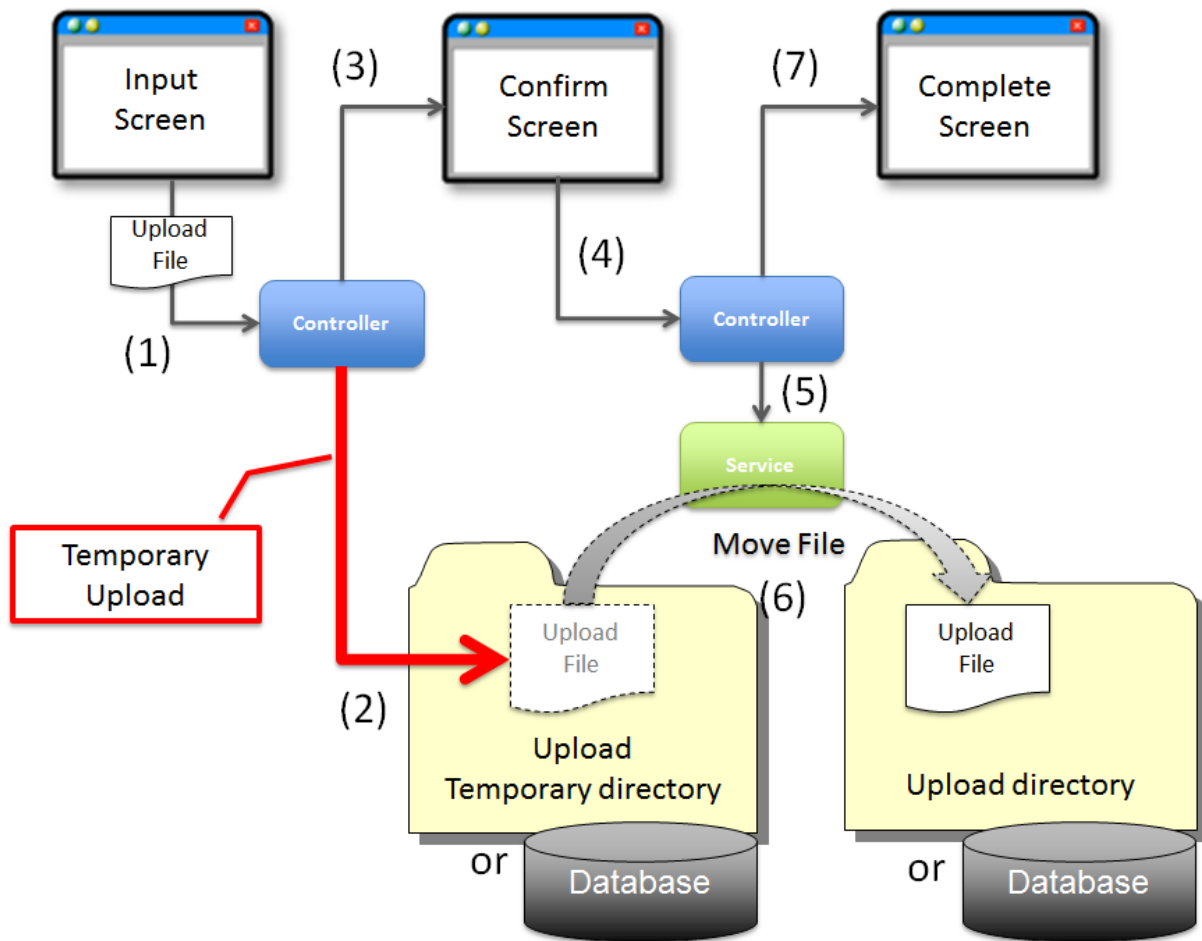 Input
Screen
(3)
Confirm
Screen
(7)
Complete
Screen
Upload
File
(1)
Controller
(4)
Controller
(5)
Service
Temporary
Upload
Move File
(6)
Upload
File
Upload
File
(2)
Upload
Temporary directory
Upload directory
or
Database
or
Database